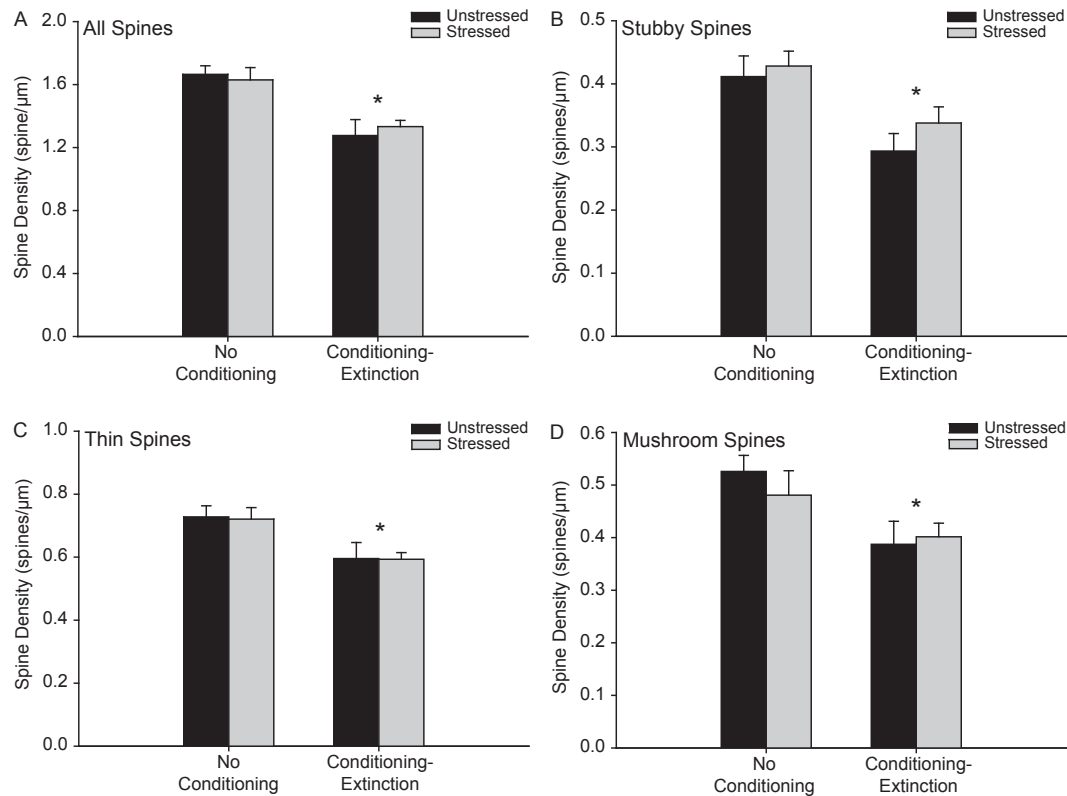 A
All Spines
Unstressed
Stressed
Spine Density (spine/µm)
2.0
1.6
1.2
0.8
0.4
0.0
*
No
Conditioning
Conditioning-
Extinction
B
Stubby Spines
Unstressed
Stressed
Spine Density (spines/µm)
0.5
0.4
0.3
0.2
0.1
0.0
*
No
Conditioning
Conditioning-
Extinction
C
Thin Spines
Unstressed
Stressed
Spine Density (spines/µm)
1.0
0.8
0.6
0.4
0.2
0.0
*
No
Conditioning
Conditioning-
Extinction
D
Mushroom Spines
Unstressed
Stressed
Spine Density (spines/µm)
0.6
0.5
0.4
0.3
0.2
0.1
0.0
*
No
Conditioning
Conditioning-
Extinction